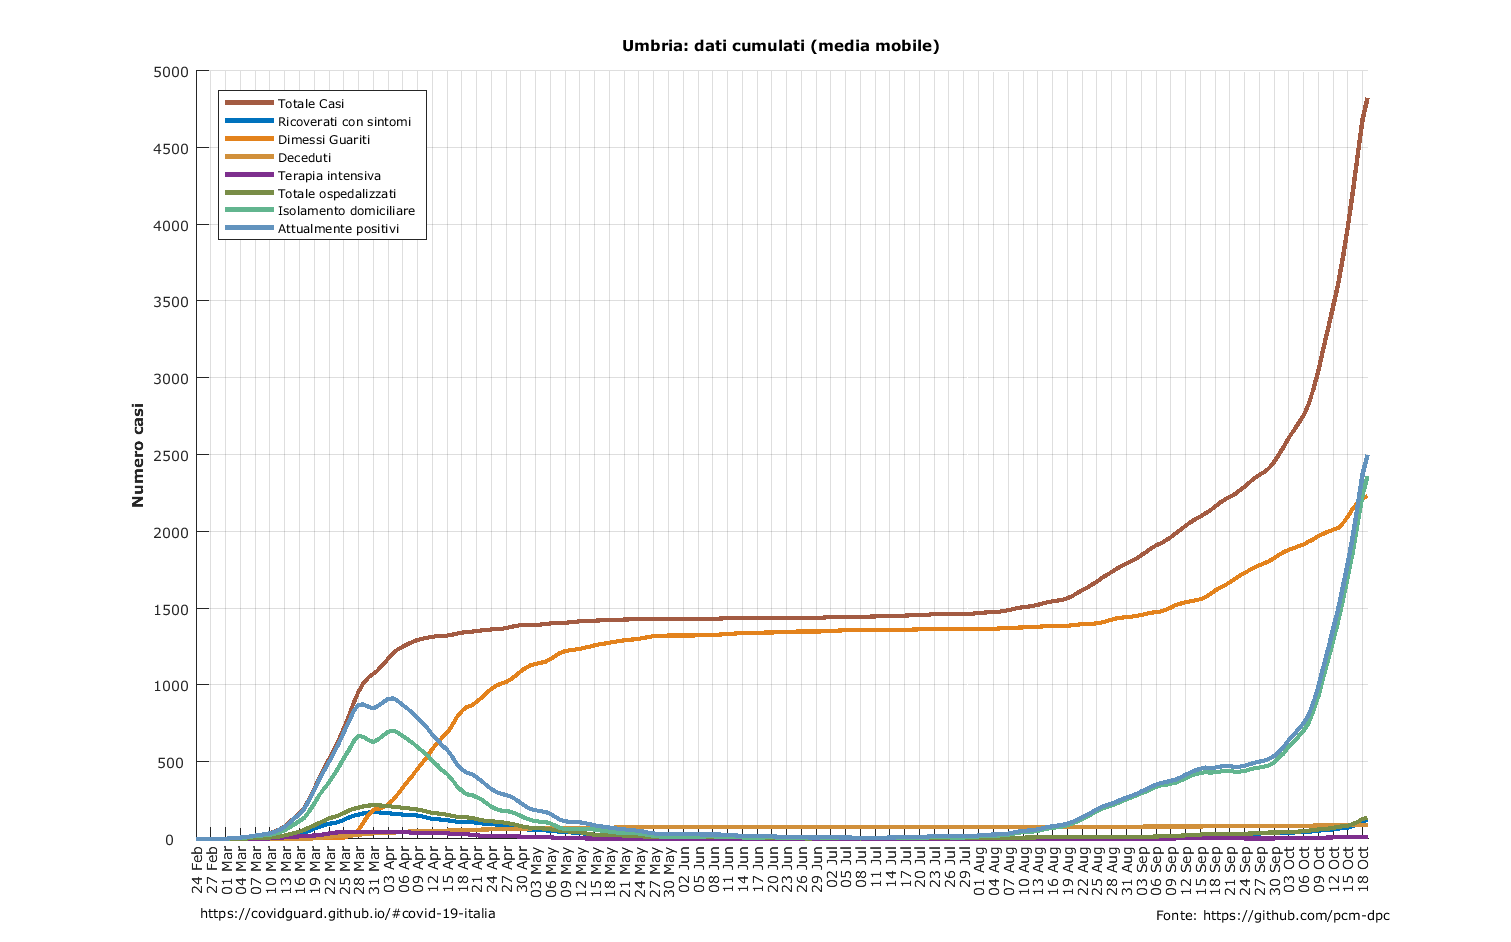 Umbria: dati cumulati (media mobile)
5000
4500
4000
3500
3000
2500
2000
1500
1000
500
0
Numero casi
Totale Casi
Ricoverati con sintomi
Dimessi Guariti
Deceduti
Terapia intensiva
Totale ospedalizzati
Isolamento domiciliare
Attualmente positivi
24 Feb
27 Feb
01 Mar
04 Mar
07 Mar
10 Mar
13 Mar
16 Mar
19 Mar
22 Mar
25 Mar
28 Mar
31 Mar
03 Apr
06 Apr
09 Apr
12 Apr
15 Apr
18 Apr
21 Apr
24 Apr
27 Apr
30 Apr
03 May
06 May
09 May
12 May
15 May
18 May
21 May
24 May
27 May
30 May
02 Jun
05 Jun
08 Jun
11 Jun
14 Jun
17 Jun
20 Jun
23 Jun
26 Jun
29 Jun
02 Jul
05 Jul
08 Jul
11 Jul
14 Jul
17 Jul
20 Jul
23 Jul
26 Jul
29 Jul
01 Aug
04 Aug
07 Aug
10 Aug
13 Aug
16 Aug
19 Aug
22 Aug
25 Aug
28 Aug
31 Aug
03 Sep
06 Sep
09 Sep
12 Sep
15 Sep
18 Sep
21 Sep
24 Sep
27 Sep
30 Sep
03 Oct
06 Oct
09 Oct
12 Oct
15 Oct
18 Oct
https://covidguard.github.io/#covid-19-italia
Fonte: https://github.com/pcm-dpc